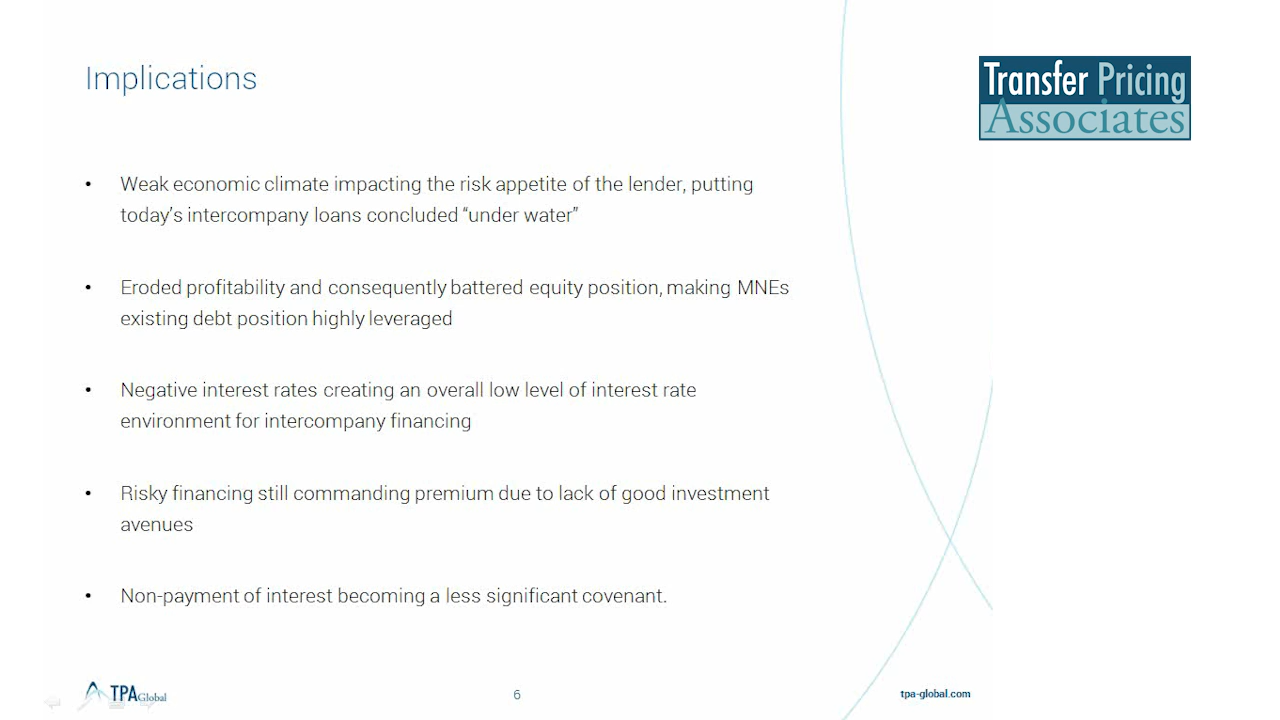 Implications
Transfer Pricing
Associates
• Weak economic climate impacting the risk appetite of the lender, putting
today’s intercompany loans concluded “under water”
• Eroded profitability and consequently battered equity position, making MNEs
existing debt position highly leveraged
• Negative interest rates creating an overall low level of interest rate
environment for intercompany financing
• Risky financing still commanding premium due to lack of good investment
avenues
• Non-payment of interest becoming a less significant covenant.
TPA Global
6
tpa-global.com